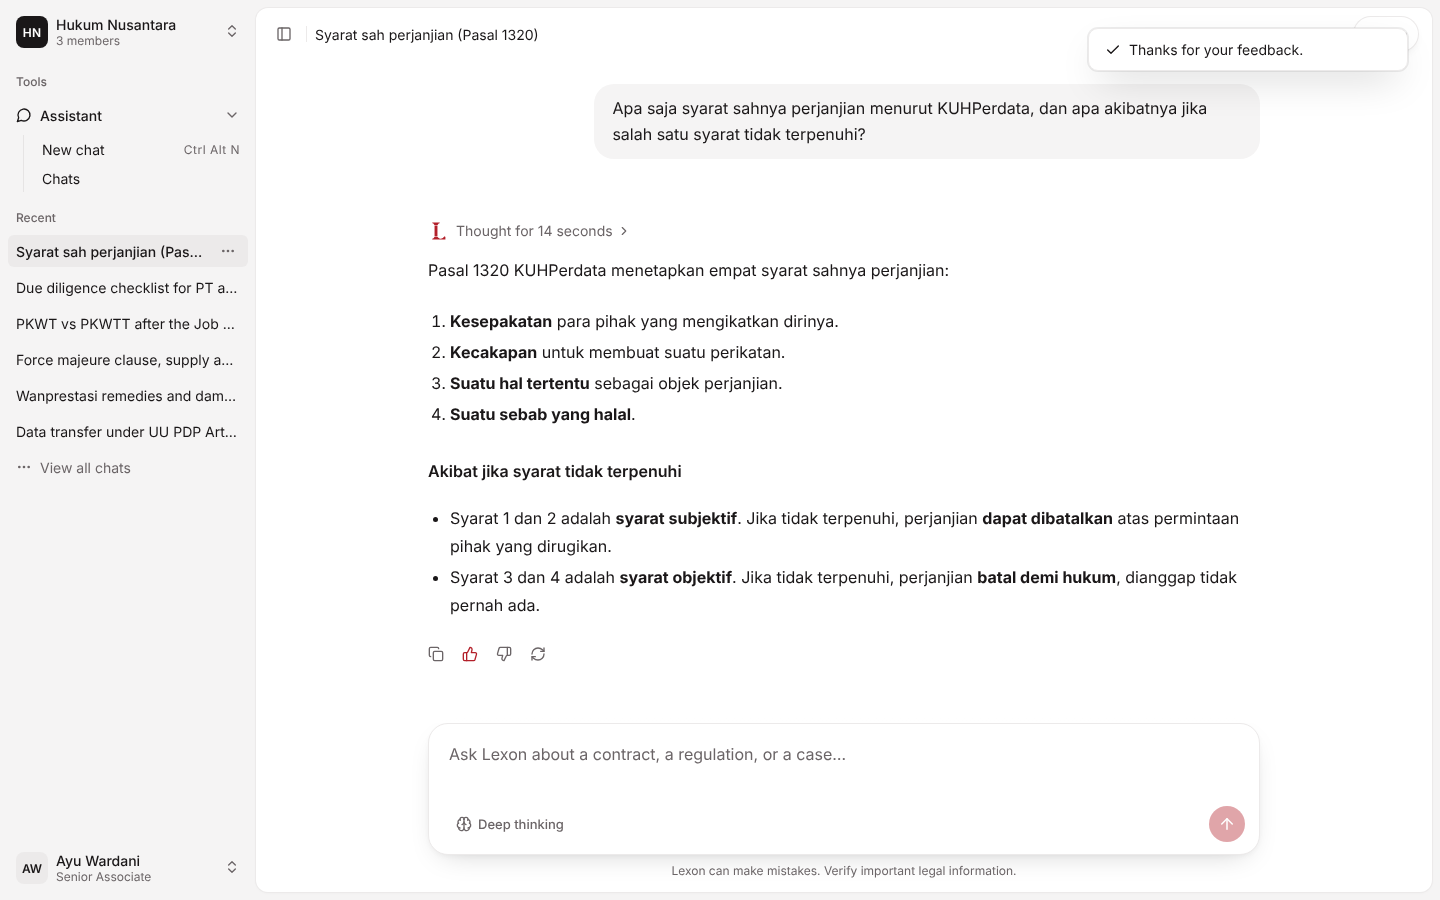 HN
Hukum Nusantara
3 members
Tools
Assistant
New chat
Ctrl Alt N
Chats
Recent
Syarat sah perjanjian (Pas...
Due diligence checklist for PT a...
PKWT vs PKWTT after the Job ...
Force majeure clause, supply a...
Wanprestasi remedies and dam...
Data transfer under UU PDP Art...
View all chats
AW
Ayu Wardani
Senior Associate
Syarat sah perjanjian (Pasal 1320)
Thanks for your feedback.
Apa saja syarat sahnya perjanjian menurut KUHPerdata, dan apa akibatnya jika
salah satu syarat tidak terpenuhi?
L
Thought for 14 seconds
Pasal 1320 KUHPerdata menetapkan empat syarat sahnya perjanjian:
1. Kesepakatan para pihak yang mengikatkan dirinya.
2. Kecakapan untuk membuat suatu perikatan.
3. Suatu hal tertentu sebagai objek perjanjian.
4. Suatu sebab yang halal.
Akibat jika syarat tidak terpenuhi
• Syarat 1 dan 2 adalah syarat subjektif. Jika tidak terpenuhi, perjanjian dapat dibatalkan atas permintaan
pihak yang dirugikan.
• Syarat 3 dan 4 adalah syarat objektif. Jika tidak terpenuhi, perjanjian batal demi hukum, dianggap tidak
pernah ada.
Ask Lexon about a contract, a regulation, or a case...
Deep thinking
Lexon can make mistakes. Verify important legal information.